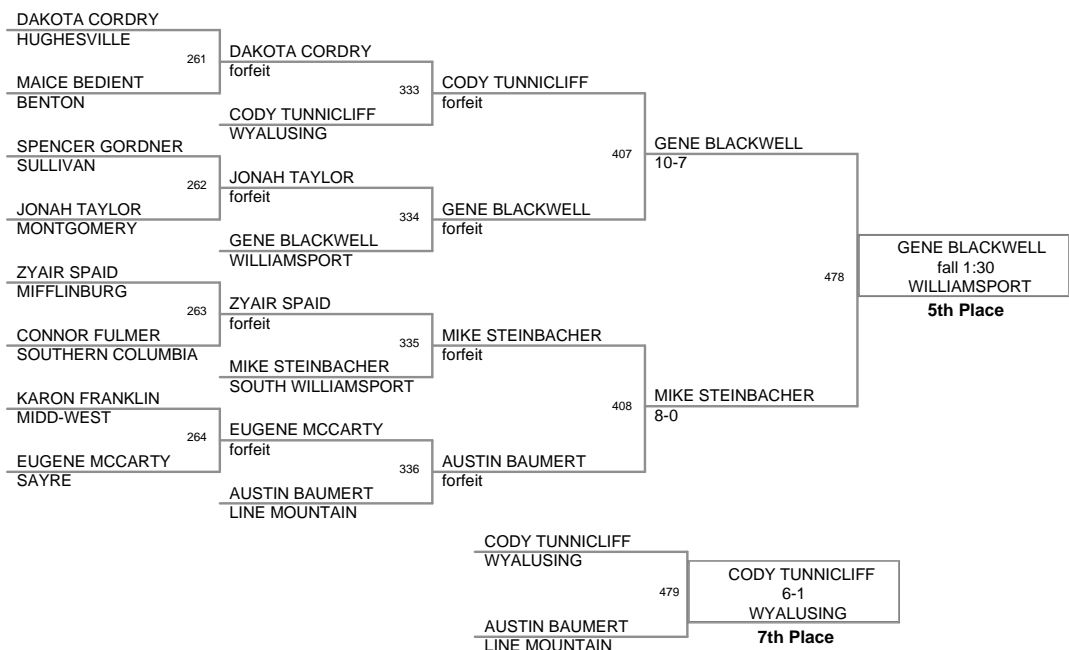 DAKOTA CORDRY
HUGHESVILLE
261
DAKOTA CORDRY
forfeit
MAICE BEDIENT
BENTON
333
CODY TUNNICLIFF
forfeit
CODY TUNNICLIFF
WYALUSING
SPENCER GORDNER
SULLIVAN
407
GENE BLACKWELL
10-7
262
JONAH TAYLOR
forfeit
JONAH TAYLOR
MONTGOMERY
334
GENE BLACKWELL
forfeit
GENE BLACKWELL
WILLIAMSPORT
478
GENE BLACKWELL
fall 1:30
WILLIAMSPORT
5th Place
ZYAIR SPAID
MIFFLINBURG
263
ZYAIR SPAID
forfeit
CONNOR FULMER
SOUTHERN COLUMBIA
335
MIKE STEINBACHER
forfeit
MIKE STEINBACHER
SOUTH WILLIAMSPORT
KARON FRANKLIN
MIDD-WEST
408
MIKE STEINBACHER
8-0
264
EUGENE MCCARTY
forfeit
EUGENE MCCARTY
SAYRE
336
AUSTIN BAUMERT
forfeit
AUSTIN BAUMERT
LINE MOUNTAIN
CODY TUNNICLIFF
WYALUSING
479
CODY TUNNICLIFF
6-1
WYALUSING
7th Place
AUSTIN BAUMERT
LINE MOUNTAIN